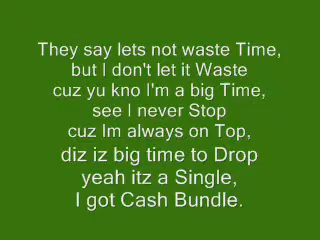 They say lets not waste Time,
but I don't let it Waste
cuz yu kno I'm a big Time,
see I never Stop
cuz Im always on Top,
diz iz big time to Drop
yeah itz a Single,
I got Cash Bundle.